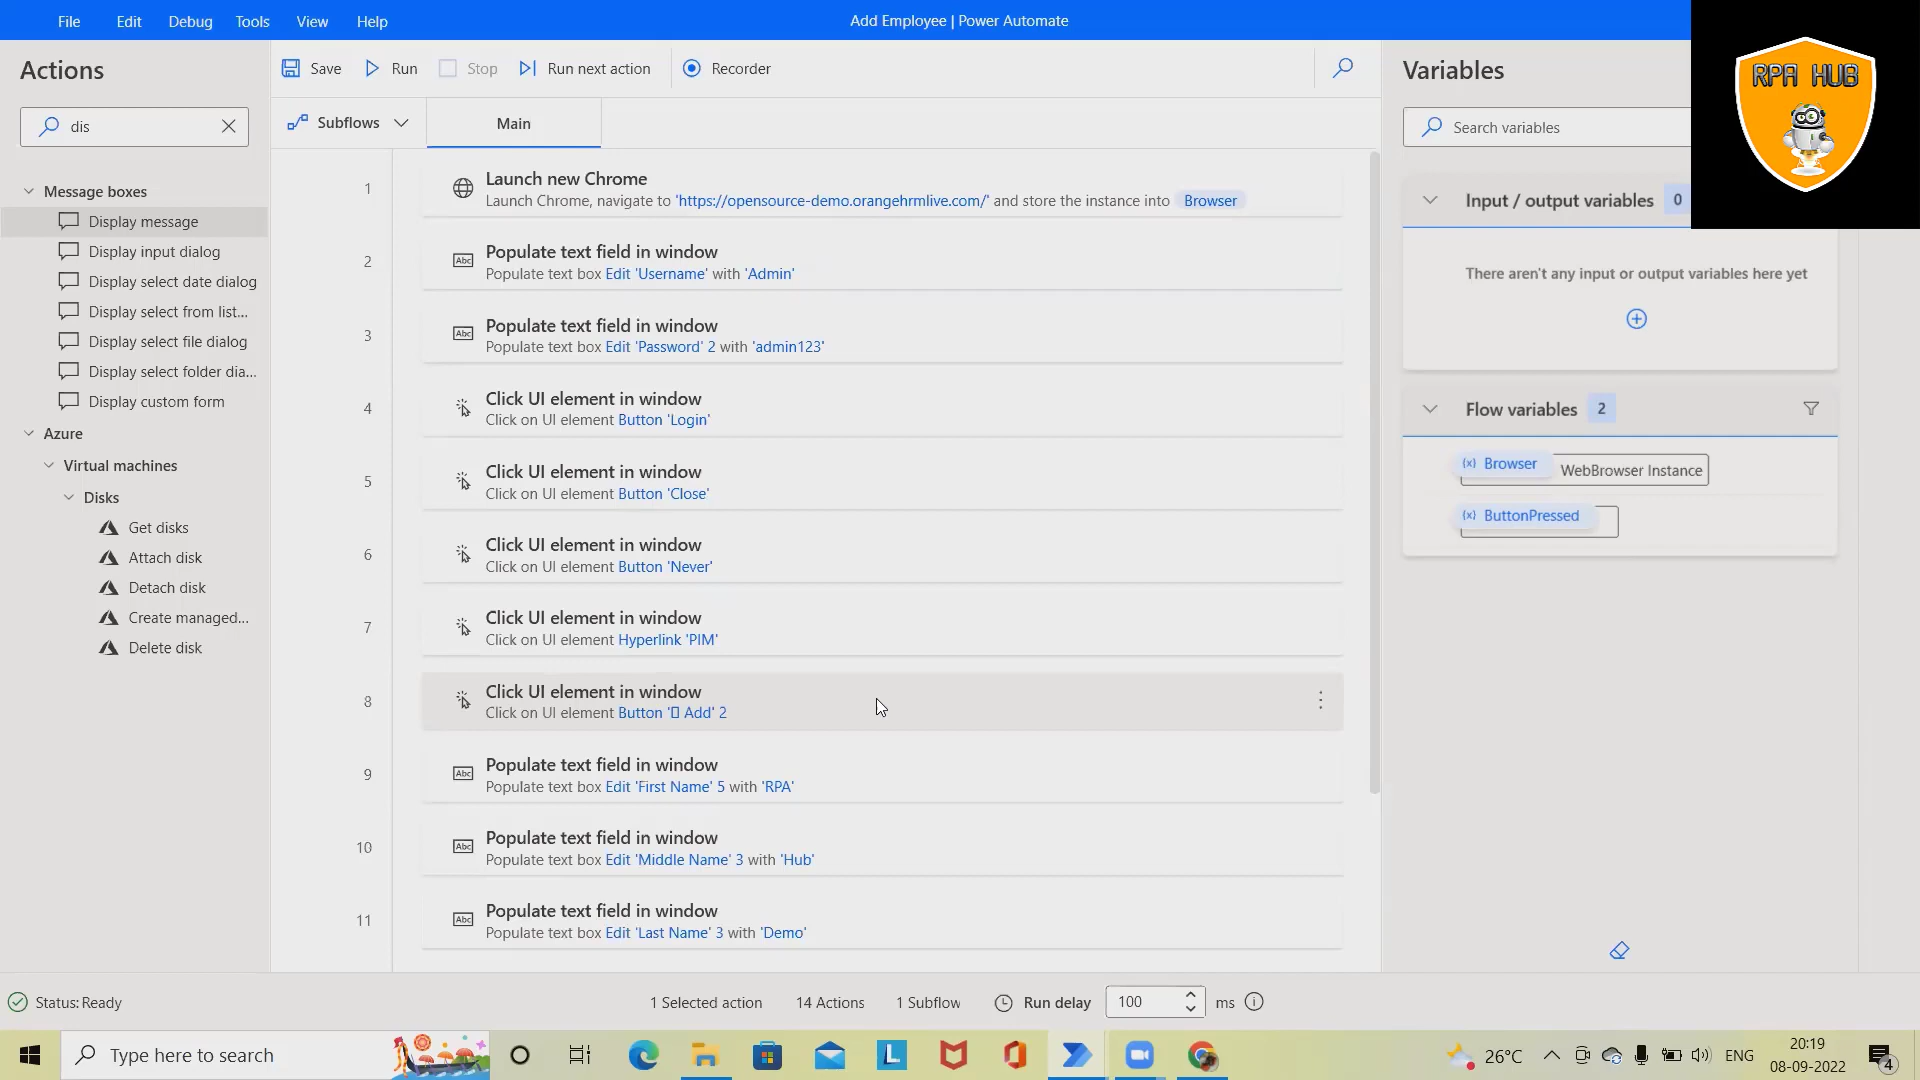 File Edit Debug Tools View Help
Add Employee | Power Automate
RPA HUB
Actions
dis
Message boxes
Display message
Display input dialog
Display select date dialog
Display select from list...
Display select file dialog
Display select folder dia...
Display custom form
Azure
Virtual machines
Disks
Get disks
Attach disk
Detach disk
Create managed...
Delete disk
Save Run Stop Run next action Recorder
Subflows Main
1 Launch new Chrome
Launch Chrome, navigate to 'https://opensource-demo.orangehrmlive.com/' and store the instance into Browser
2 Populate text field in window
Populate text box Edit 'Username' with 'Admin'
3 Populate text field in window
Populate text box Edit 'Password' 2 with 'admin123'
4 Click UI element in window
Click on UI element Button 'Login'
5 Click UI element in window
Click on UI element Button 'Close'
6 Click UI element in window
Click on UI element Button 'Never'
7 Click UI element in window
Click on UI element Hyperlink 'PIM'
8 Click UI element in window
Click on UI element Button '▯ Add' 2
9 Populate text field in window
Populate text box Edit 'First Name' 5 with 'RPA'
10 Populate text field in window
Populate text box Edit 'Middle Name' 3 with 'Hub'
11 Populate text field in window
Populate text box Edit 'Last Name' 3 with 'Demo'
Variables
Search variables
Input / output variables 0
There aren't any input or output variables here yet
Flow variables 2
(x) Browser WebBrowser Instance
(x) ButtonPressed
Status: Ready 1 Selected action 14 Actions 1 Subflow Run delay 100 ms
Type here to search
26°C ENG
20:19
08-09-2022
4